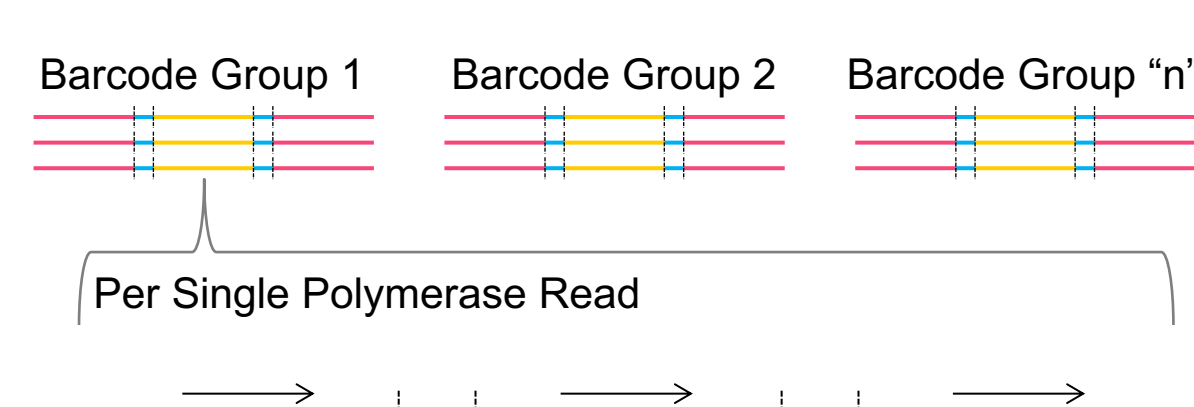 Barcode Group 1
Barcode Group 2
Barcode Group “n’
Per Single Polymerase Read